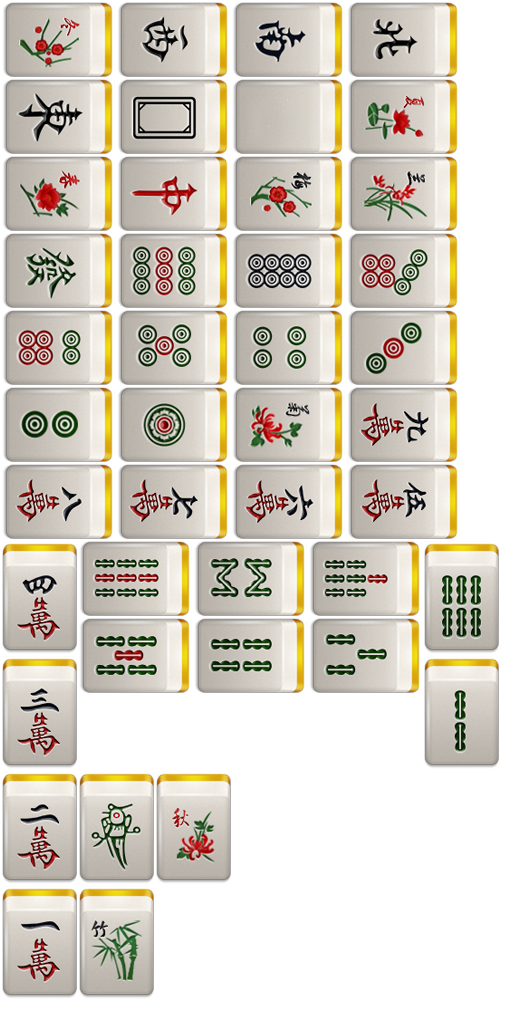 冬 西 南 北
東 夏
春 中 梅 兰
發
菊 九萬
八萬 七萬 六萬 伍萬
四萬
三萬
二萬 秋
一萬 竹